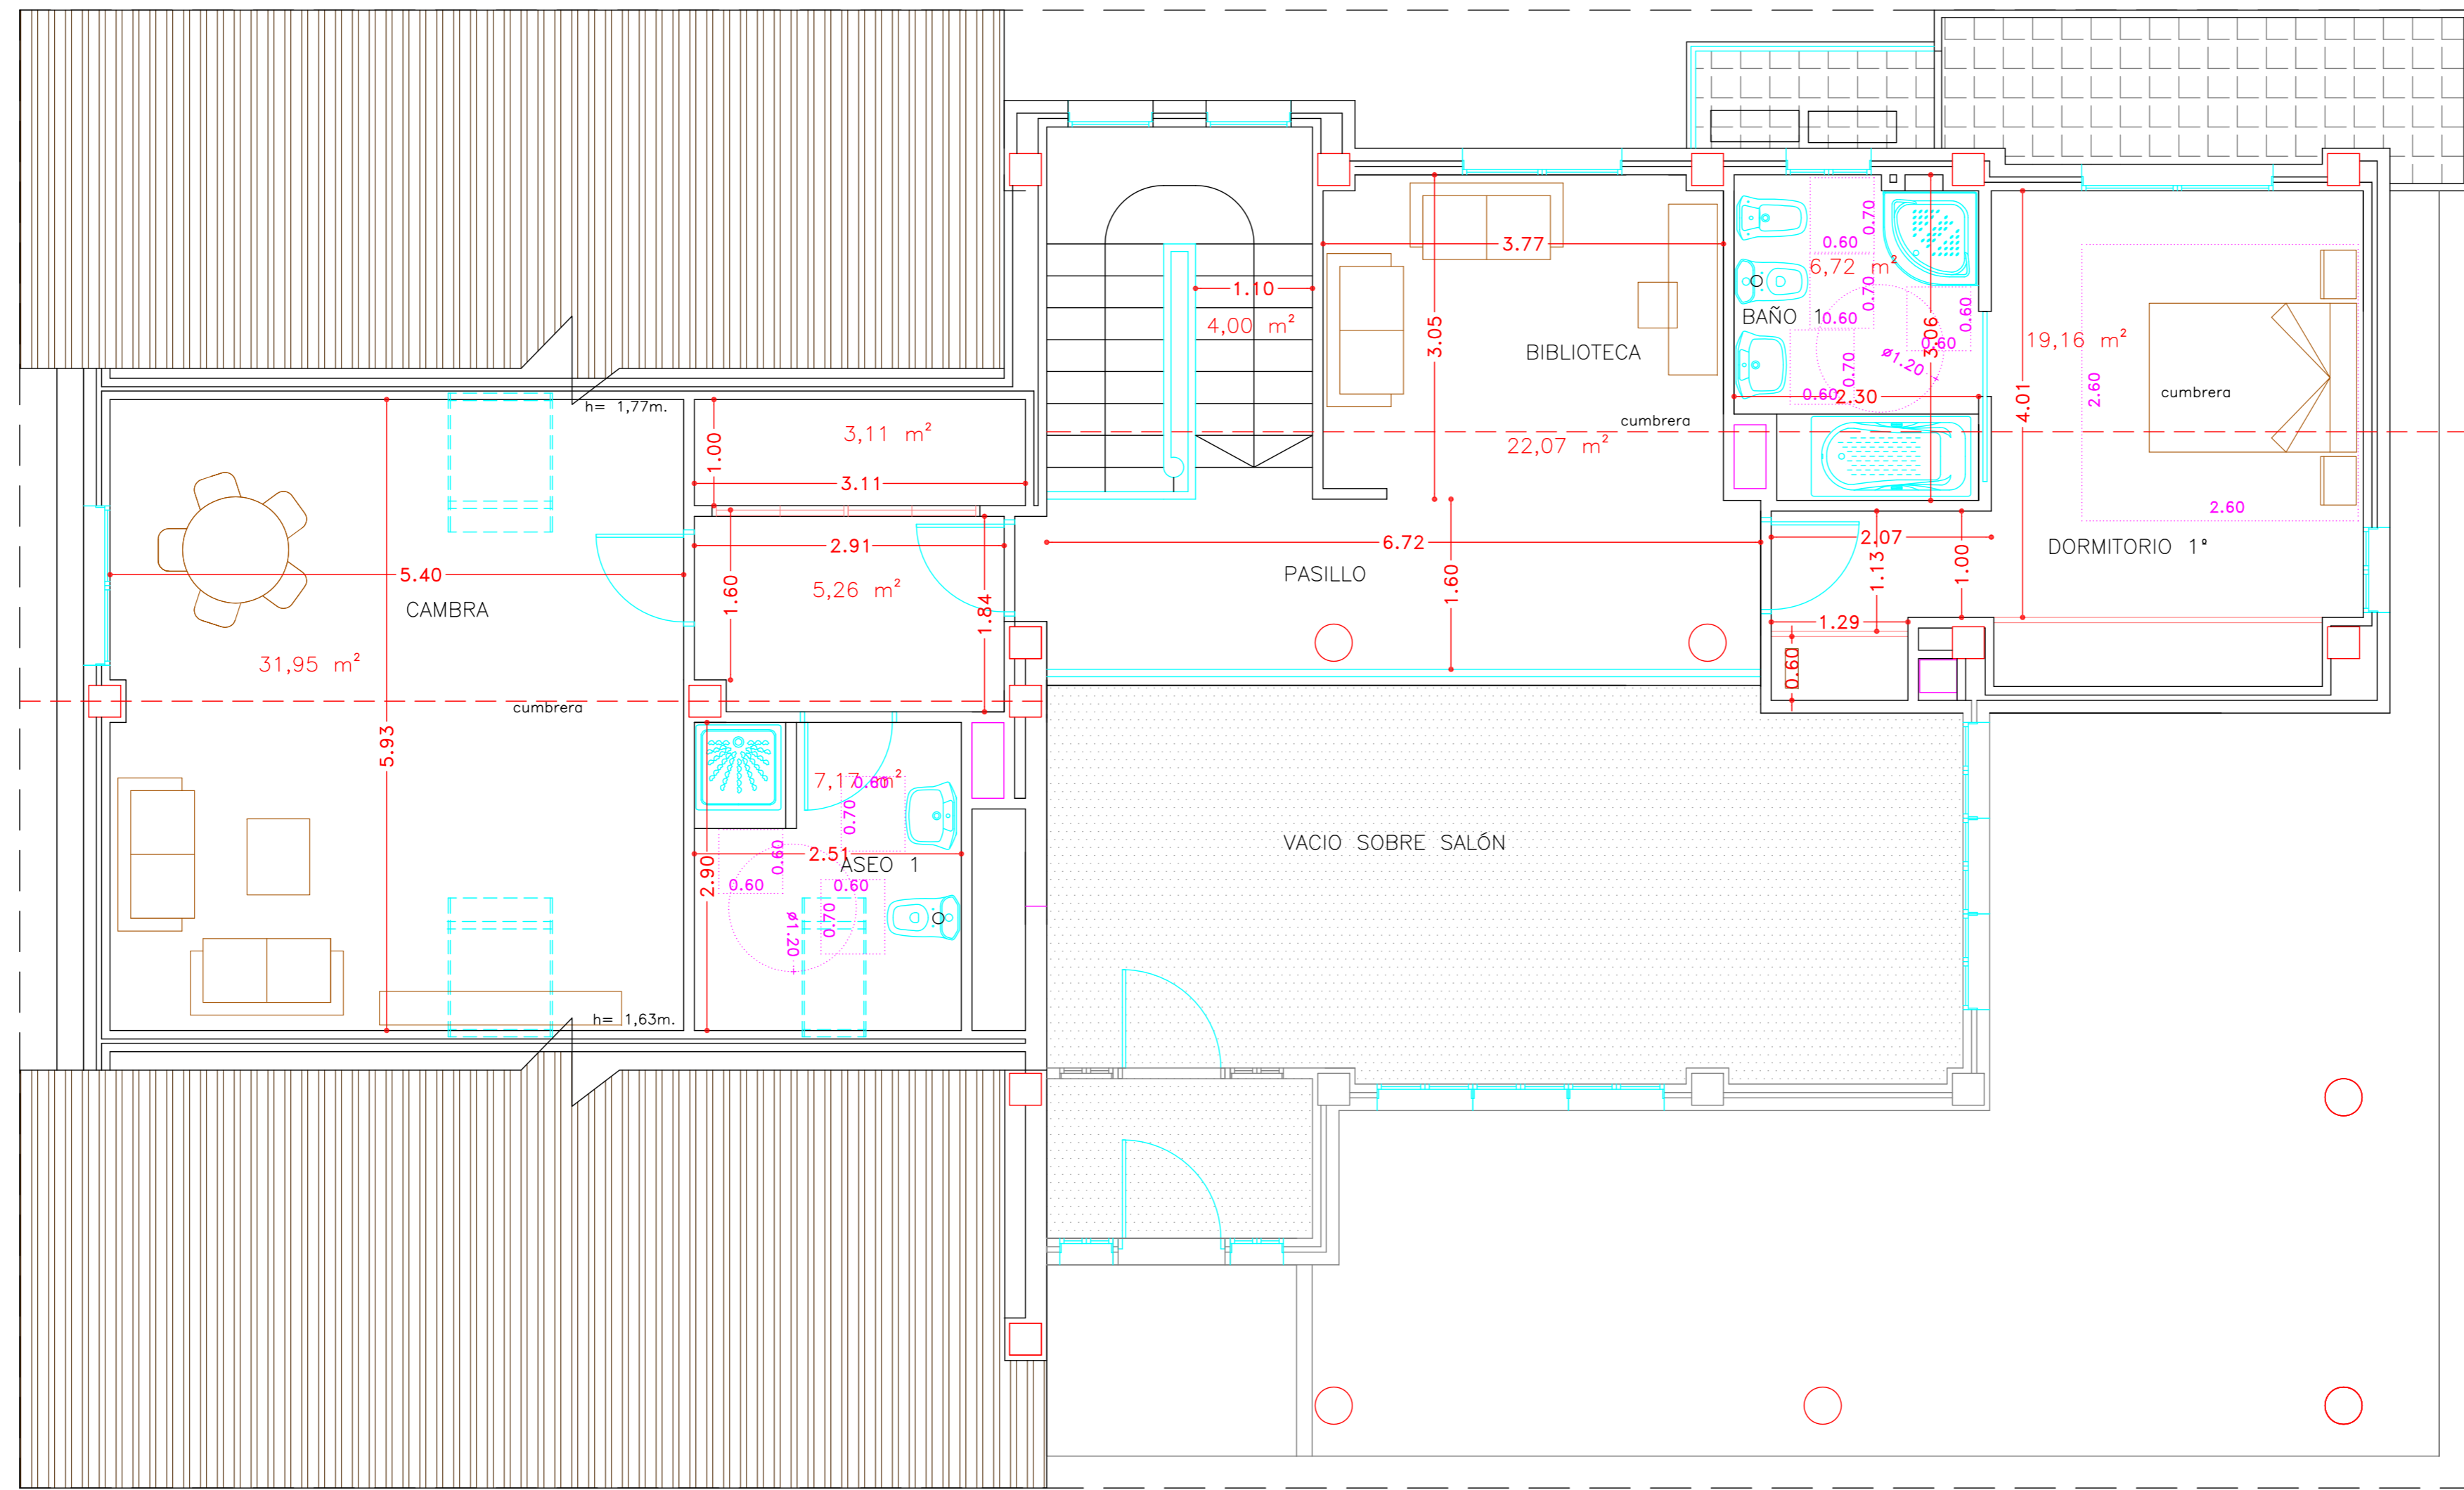 3.77
1.10
4,00 m²
3.05
BIBLIOTECA
cumbrera
22,07 m²
0.70
0.60
6,72 m²
0.70
BAÑO 1
0.60
0.60
3.06
0.60
ø1.20
0.70
0.60
2.30
19,16 m²
4.01
2.60
cumbrera
2.60
DORMITORIO 1ª
h= 1,77m.
3,11 m²
1.00
3.11
2.91
1.60
5,26 m²
1.84
5.40
CAMBRA
31,95 m²
cumbrera
5.93
6.72
PASILLO
1.60
2.07
1.13
1.00
1.29
0.60
7,17 m²
0.60
0.70
0.60
2.51
ASEO 1
2.90
0.60
0.60
0.70
ø1.20
VACIO SOBRE SALÓN
h= 1,63m.